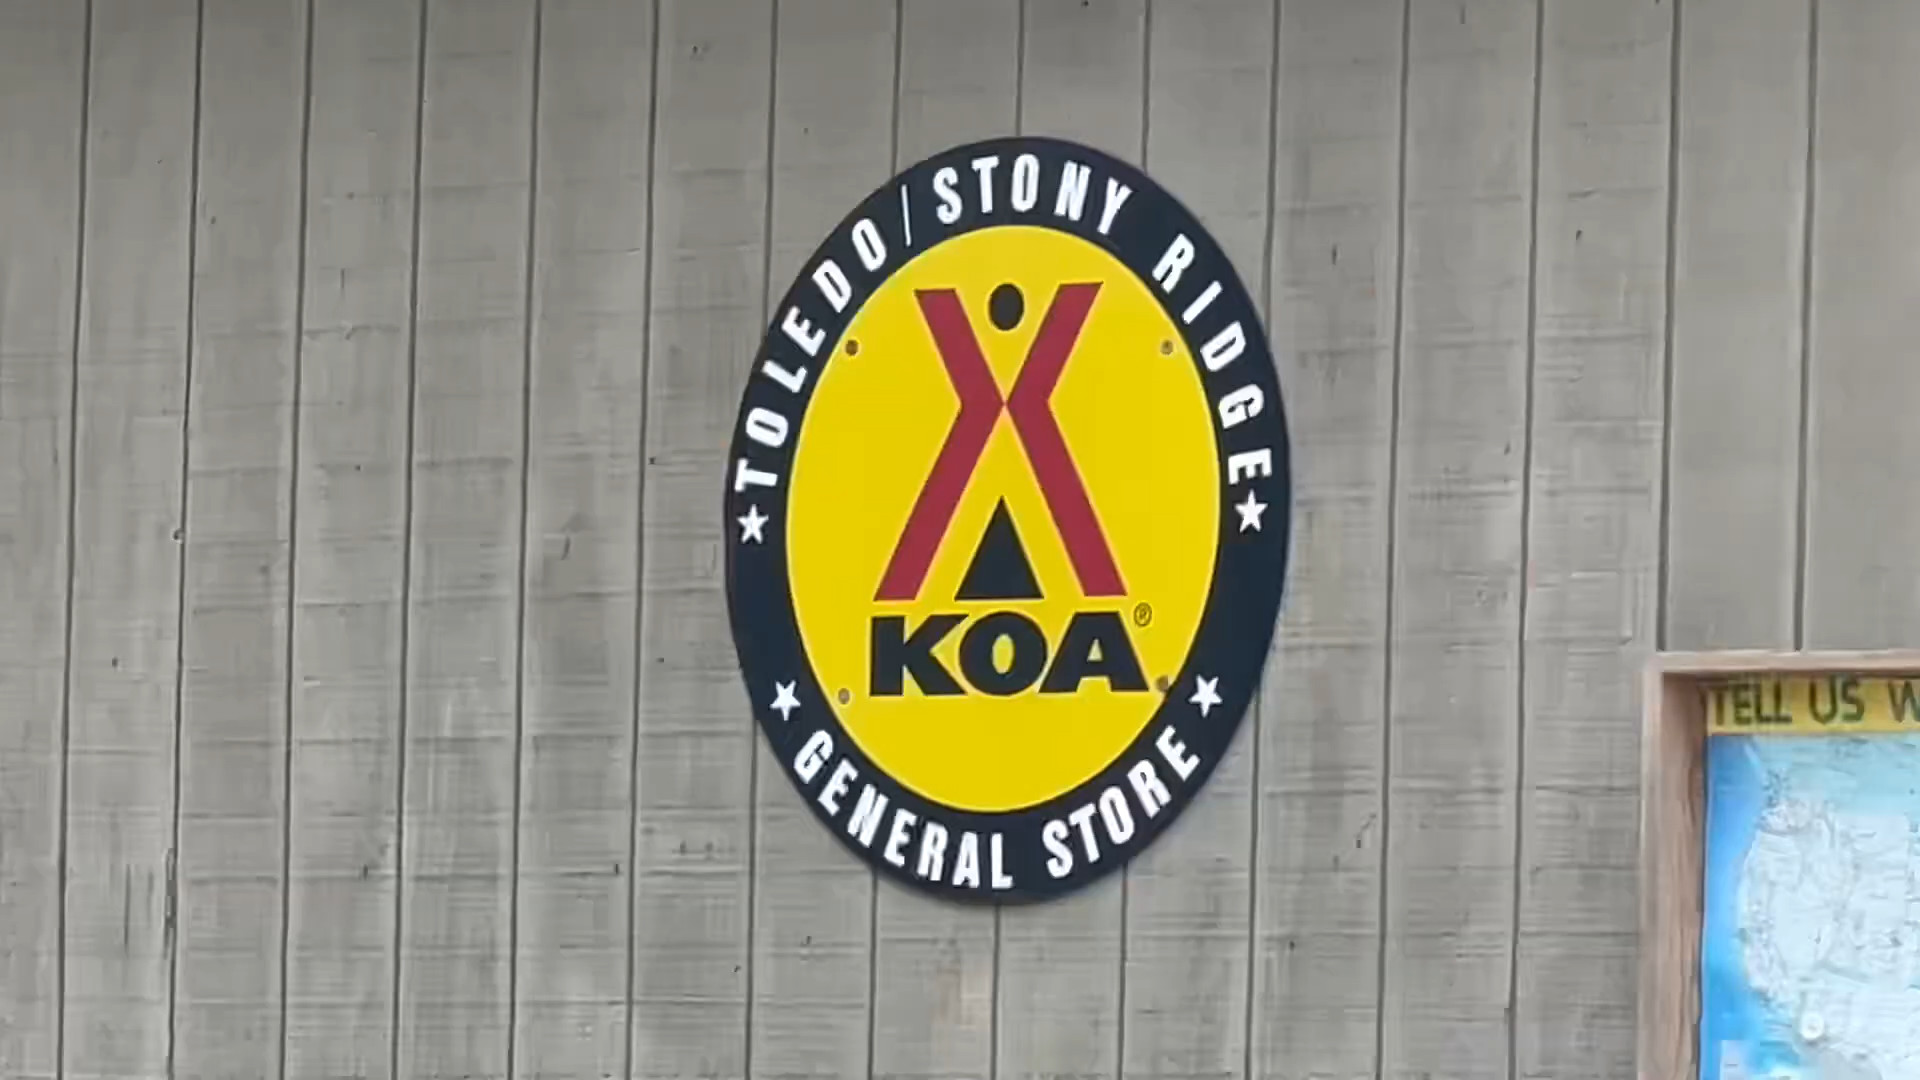 ★TOLEDO/STONY RIDGE★
KOA®
★ GENERAL STORE ★
TELL US